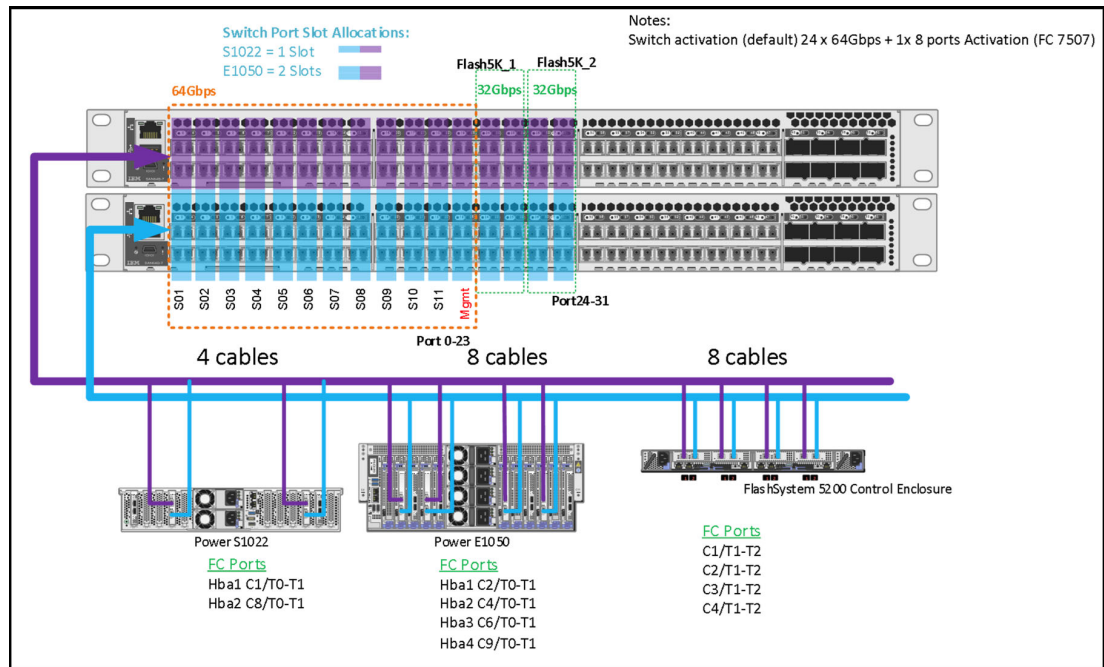 Notes:
Switch activation (default) 24 x 64Gbps + 1x 8 ports Activation (FC 7507)
Switch Port Slot Allocations:
S1022 = 1 Slot
E1050 = 2 Slots
Flash5K_1
Flash5K_2
64Gbps
32Gbps
32Gbps
S01
S02
S03
S04
S05
S06
S07
S08
S09
S10
S11
Mgmt
Port24-31
Port 0-23
4 cables
8 cables
8 cables
FlashSystem 5200 Control Enclosure
Power S1022
Power E1050
FC Ports
Hba1 C1/T0-T1
Hba2 C8/T0-T1
FC Ports
Hba1 C2/T0-T1
Hba2 C4/T0-T1
Hba3 C6/T0-T1
Hba4 C9/T0-T1
FC Ports
C1/T1-T2
C2/T1-T2
C3/T1-T2
C4/T1-T2